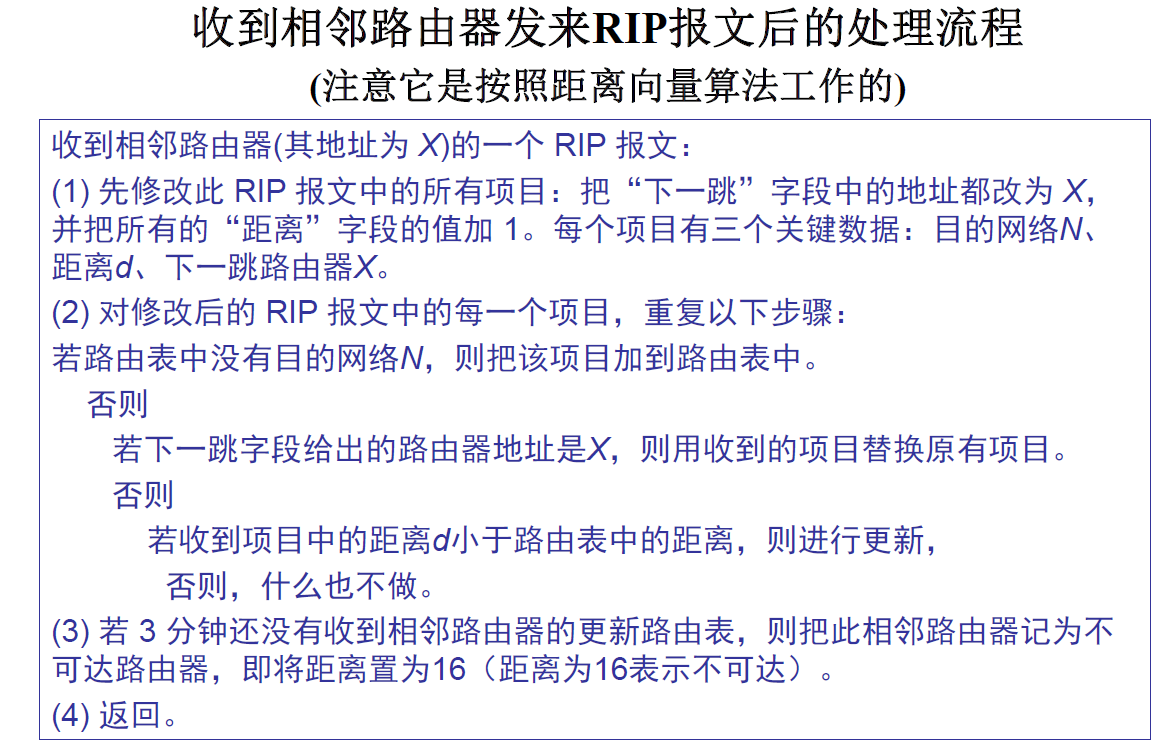 收到相邻路由器发来RIP报文后的处理流程
(注意它是按照距离向量算法工作的)
收到相邻路由器(其地址为 X)的一个 RIP 报文：
(1) 先修改此 RIP 报文中的所有项目：把“下一跳”字段中的地址都改为 X，
并把所有的“距离”字段的值加 1。每个项目有三个关键数据：目的网络N、
距离d、下一跳路由器X。
(2) 对修改后的 RIP 报文中的每一个项目，重复以下步骤：
若路由表中没有目的网络N，则把该项目加到路由表中。
否则
若下一跳字段给出的路由器地址是X，则用收到的项目替换原有项目。
否则
若收到项目中的距离d小于路由表中的距离，则进行更新，
否则，什么也不做。
(3) 若 3 分钟还没有收到相邻路由器的更新路由表，则把此相邻路由器记为不
可达路由器，即将距离置为16（距离为16表示不可达）。
(4) 返回。